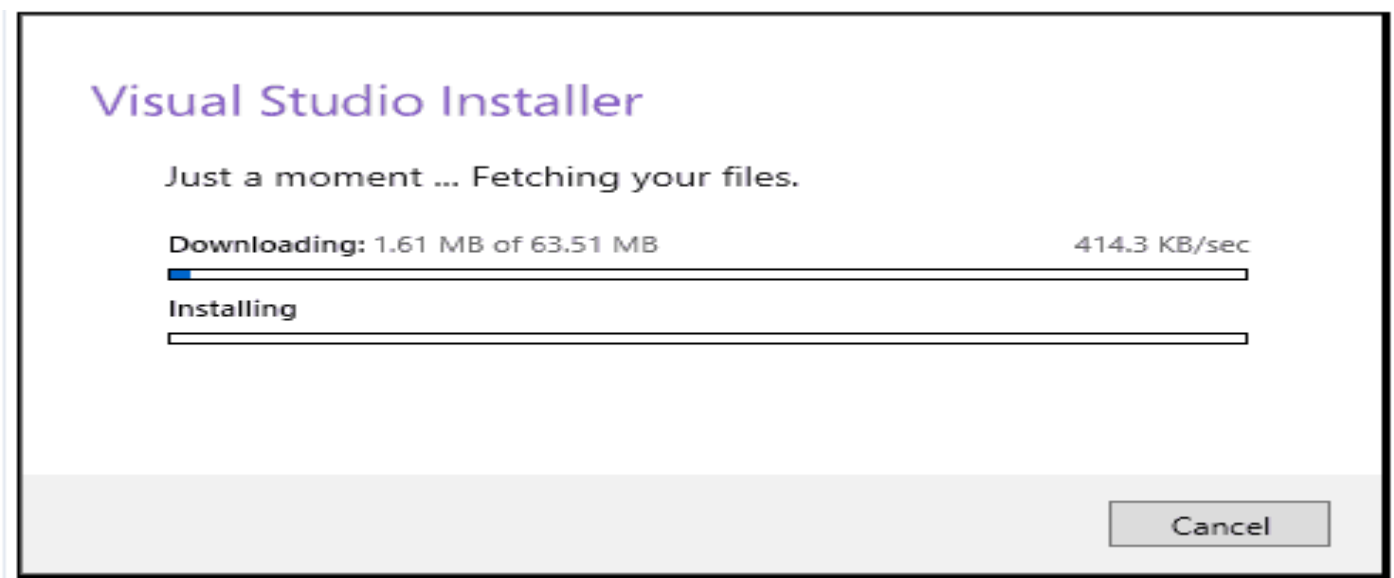 Visual Studio Installer
Just a moment ... Fetching your files.
Downloading: 1.61 MB of 63.51 MB 414.3 KB/sec
Installing
Cancel